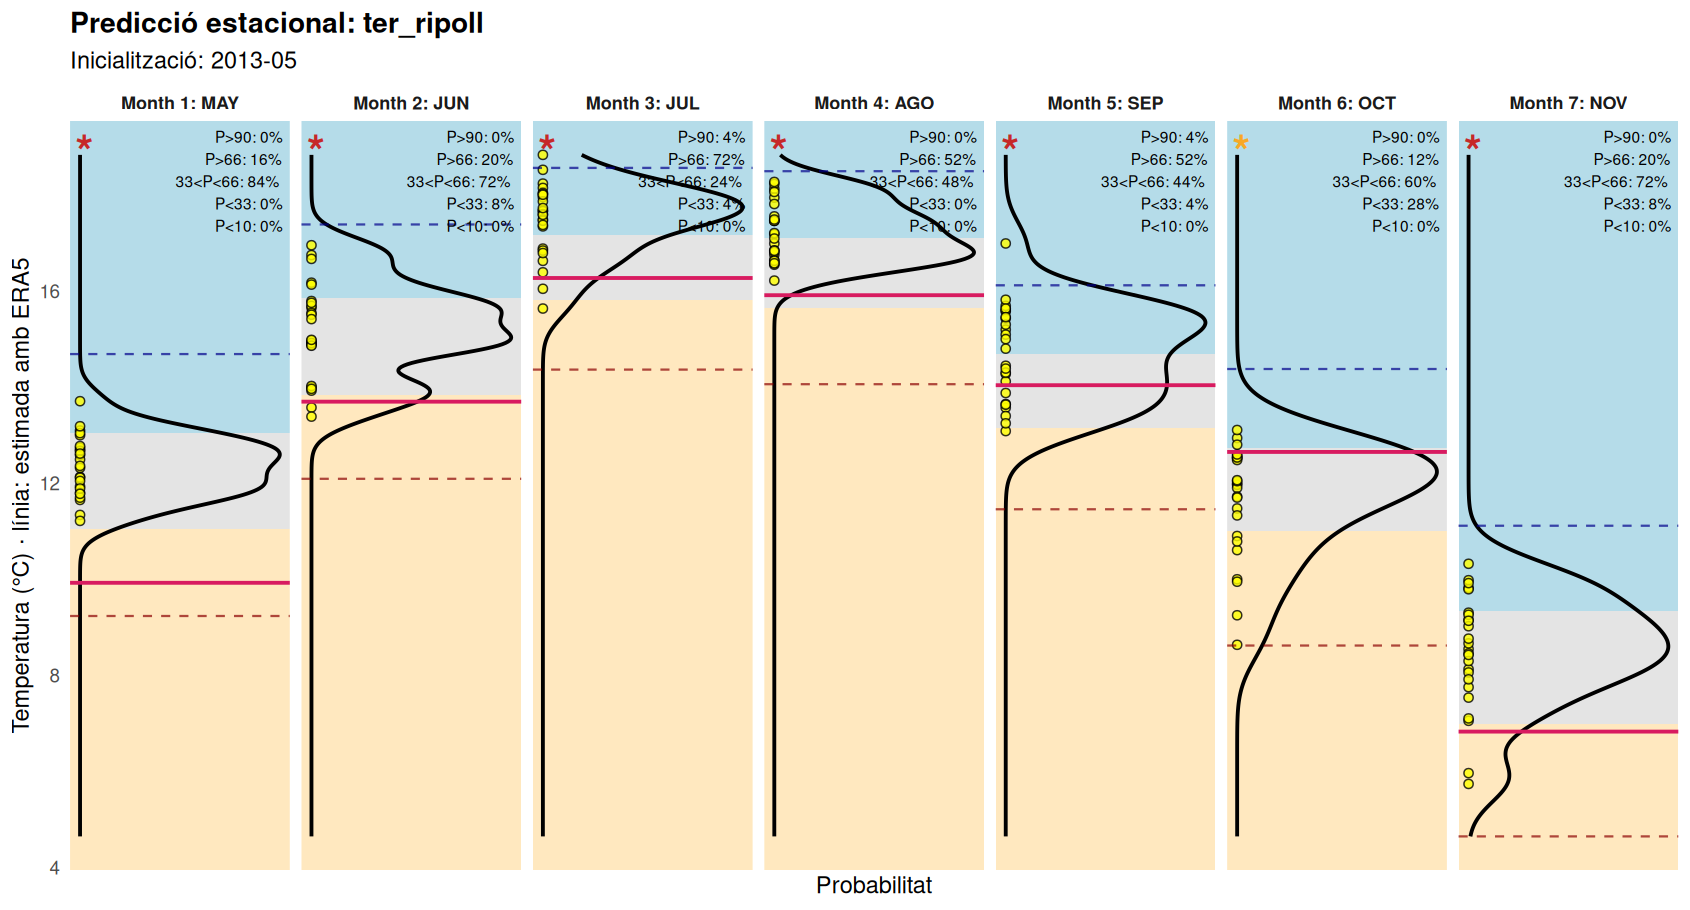 Predicció estacional: ter_ripoll
Inicialització: 2013-05
Month 1: MAY
Month 2: JUN
Month 3: JUL
Month 4: AGO
Month 5: SEP
Month 6: OCT
Month 7: NOV
*
P>90: 0%
P>66: 16%
33<P<66: 84%
P<33: 0%
P<10: 0%
*
P>90: 0%
P>66: 20%
33<P<66: 72%
P<33: 8%
P<10: 0%
*
P>90: 4%
P>66: 72%
33<P<66: 24%
P<33: 4%
P<10: 0%
*
P>90: 0%
P>66: 52%
33<P<66: 48%
P<33: 0%
P<10: 0%
*
P>90: 4%
P>66: 52%
33<P<66: 44%
P<33: 4%
P<10: 0%
*
P>90: 0%
P>66: 12%
33<P<66: 60%
P<33: 28%
P<10: 0%
*
P>90: 0%
P>66: 20%
33<P<66: 72%
P<33: 8%
P<10: 0%
Temperatura (°C) · línia: estimada amb ERA5
16
12
8
4
Probabilitat